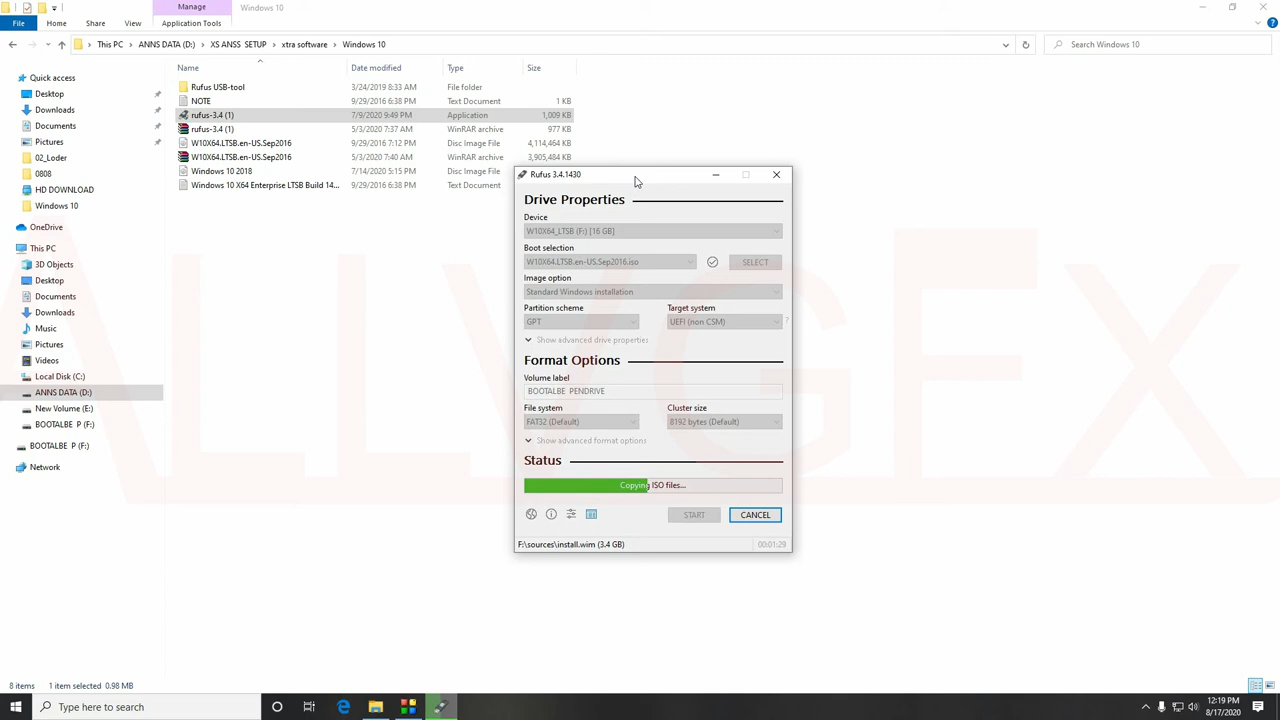 Manage
Windows 10
File
Home
Share
View
Application Tools
This PC
ANNS DATA (D:)
XS ANSS SETUP
xtra software
Windows 10
Search Windows 10
Name
Date modified
Type
Size
Quick access
Desktop
Downloads
Documents
Pictures
02_Loder
0808
HD DOWNLOAD
Windows 10
OneDrive
This PC
3D Objects
Desktop
Documents
Downloads
Music
Pictures
Videos
Local Disk (C:)
ANNS DATA (D:)
New Volume (E:)
BOOTALBE P (F:)
BOOTALBE P (F:)
Network
Rufus USB-tool 3/24/2019 8:33 AM File folder
NOTE 9/29/2016 6:38 PM Text Document 1 KB
rufus-3.4 (1) 7/9/2020 9:49 PM Application 1,009 KB
rufus-3.4 (1) 5/3/2020 7:37 AM WinRAR archive 977 KB
W10X64.LTSB.en-US.Sep2016 9/29/2016 7:12 PM Disc Image File 4,114,464 KB
W10X64.LTSB.en-US.Sep2016 5/3/2020 7:40 AM WinRAR archive 3,905,484 KB
Windows 10 2018 7/14/2020 5:15 PM Disc Image File
Windows 10 X64 Enterprise LTSB Build 14... 9/29/2016 6:38 PM Text Document
Rufus 3.4.1430
Drive Properties
Device
W10X64_LTSB (F:) [16 GB]
Boot selection
W10X64.LTSB.en-US.Sep2016.iso
SELECT
Image option
Standard Windows installation
Partition scheme
Target system
GPT
UEFI (non CSM)
?
Show advanced drive properties
Format Options
Volume label
BOOTALBE PENDRIVE
File system
Cluster size
FAT32 (Default)
8192 bytes (Default)
Show advanced format options
Status
Copying ISO files...
START
CANCEL
F:\sources\install.wim (3.4 GB)
00:01:29
ALLVGFX
8 items
1 item selected 0.98 MB
Type here to search
12:19 PM
8/17/2020